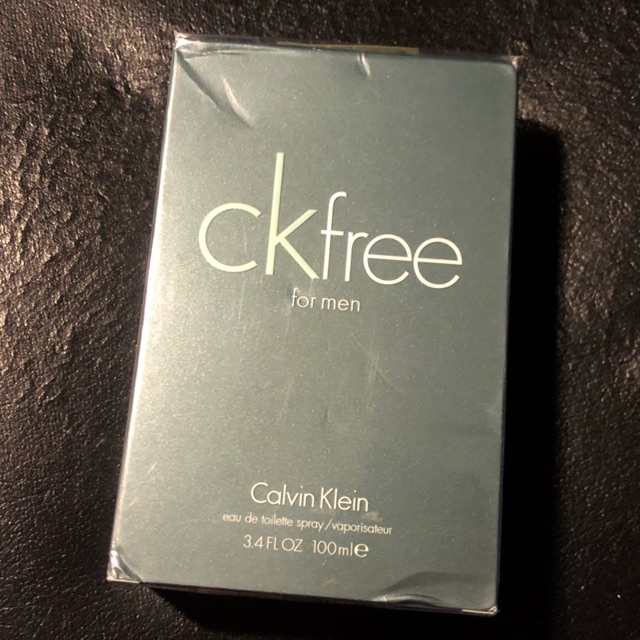 ckfree
for men
Calvin Klein
eau de toilette spray/vaporisateur
3.4 FL OZ 100ml℮